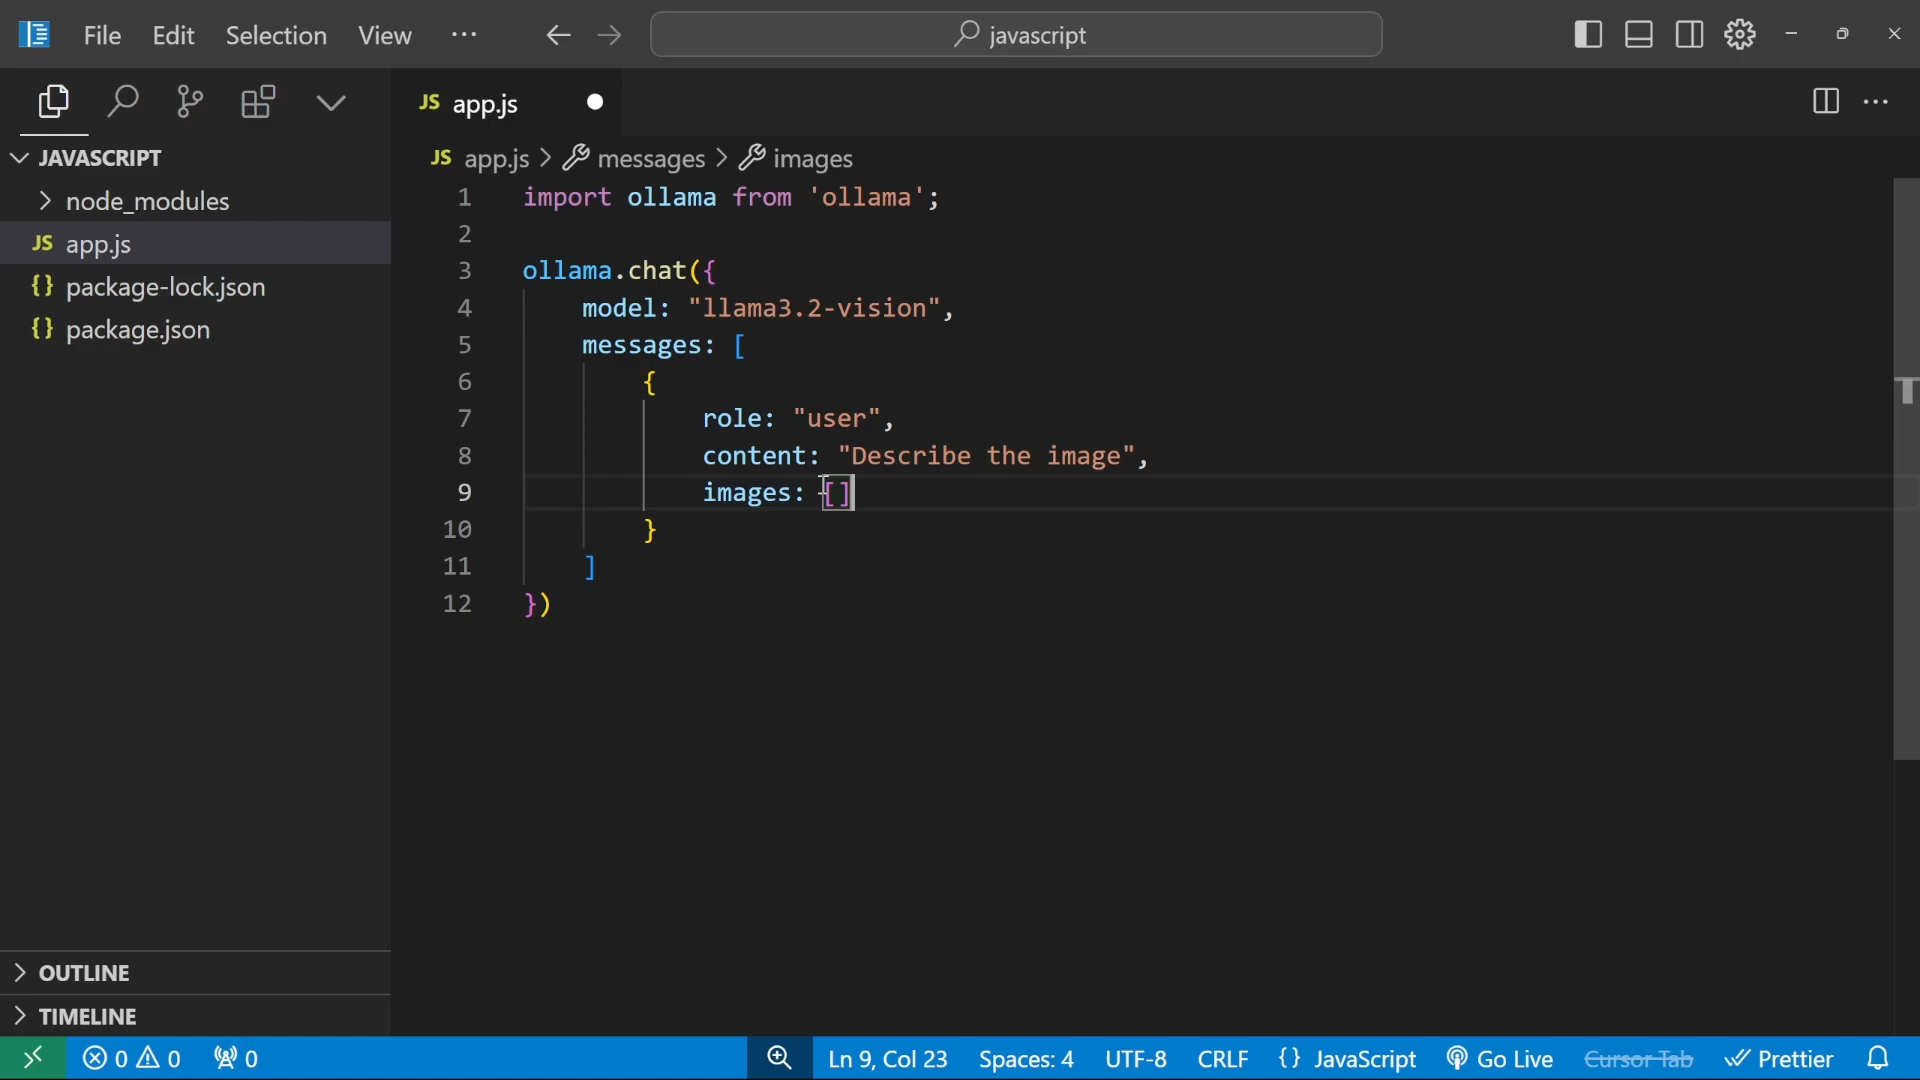 File Edit Selection View ··· javascript
JAVASCRIPT
node_modules
JS app.js
{} package-lock.json
{} package.json
OUTLINE
TIMELINE
JS app.js
JS app.js > messages > images
1 import ollama from 'ollama';
2
3 ollama.chat({
4 model: "llama3.2-vision",
5 messages: [
6 {
7 role: "user",
8 content: "Describe the image",
9 images: []
10 }
11 ]
12 })
0 0 0 Ln 9, Col 23 Spaces: 4 UTF-8 CRLF {} JavaScript Go Live Cursor Tab Prettier